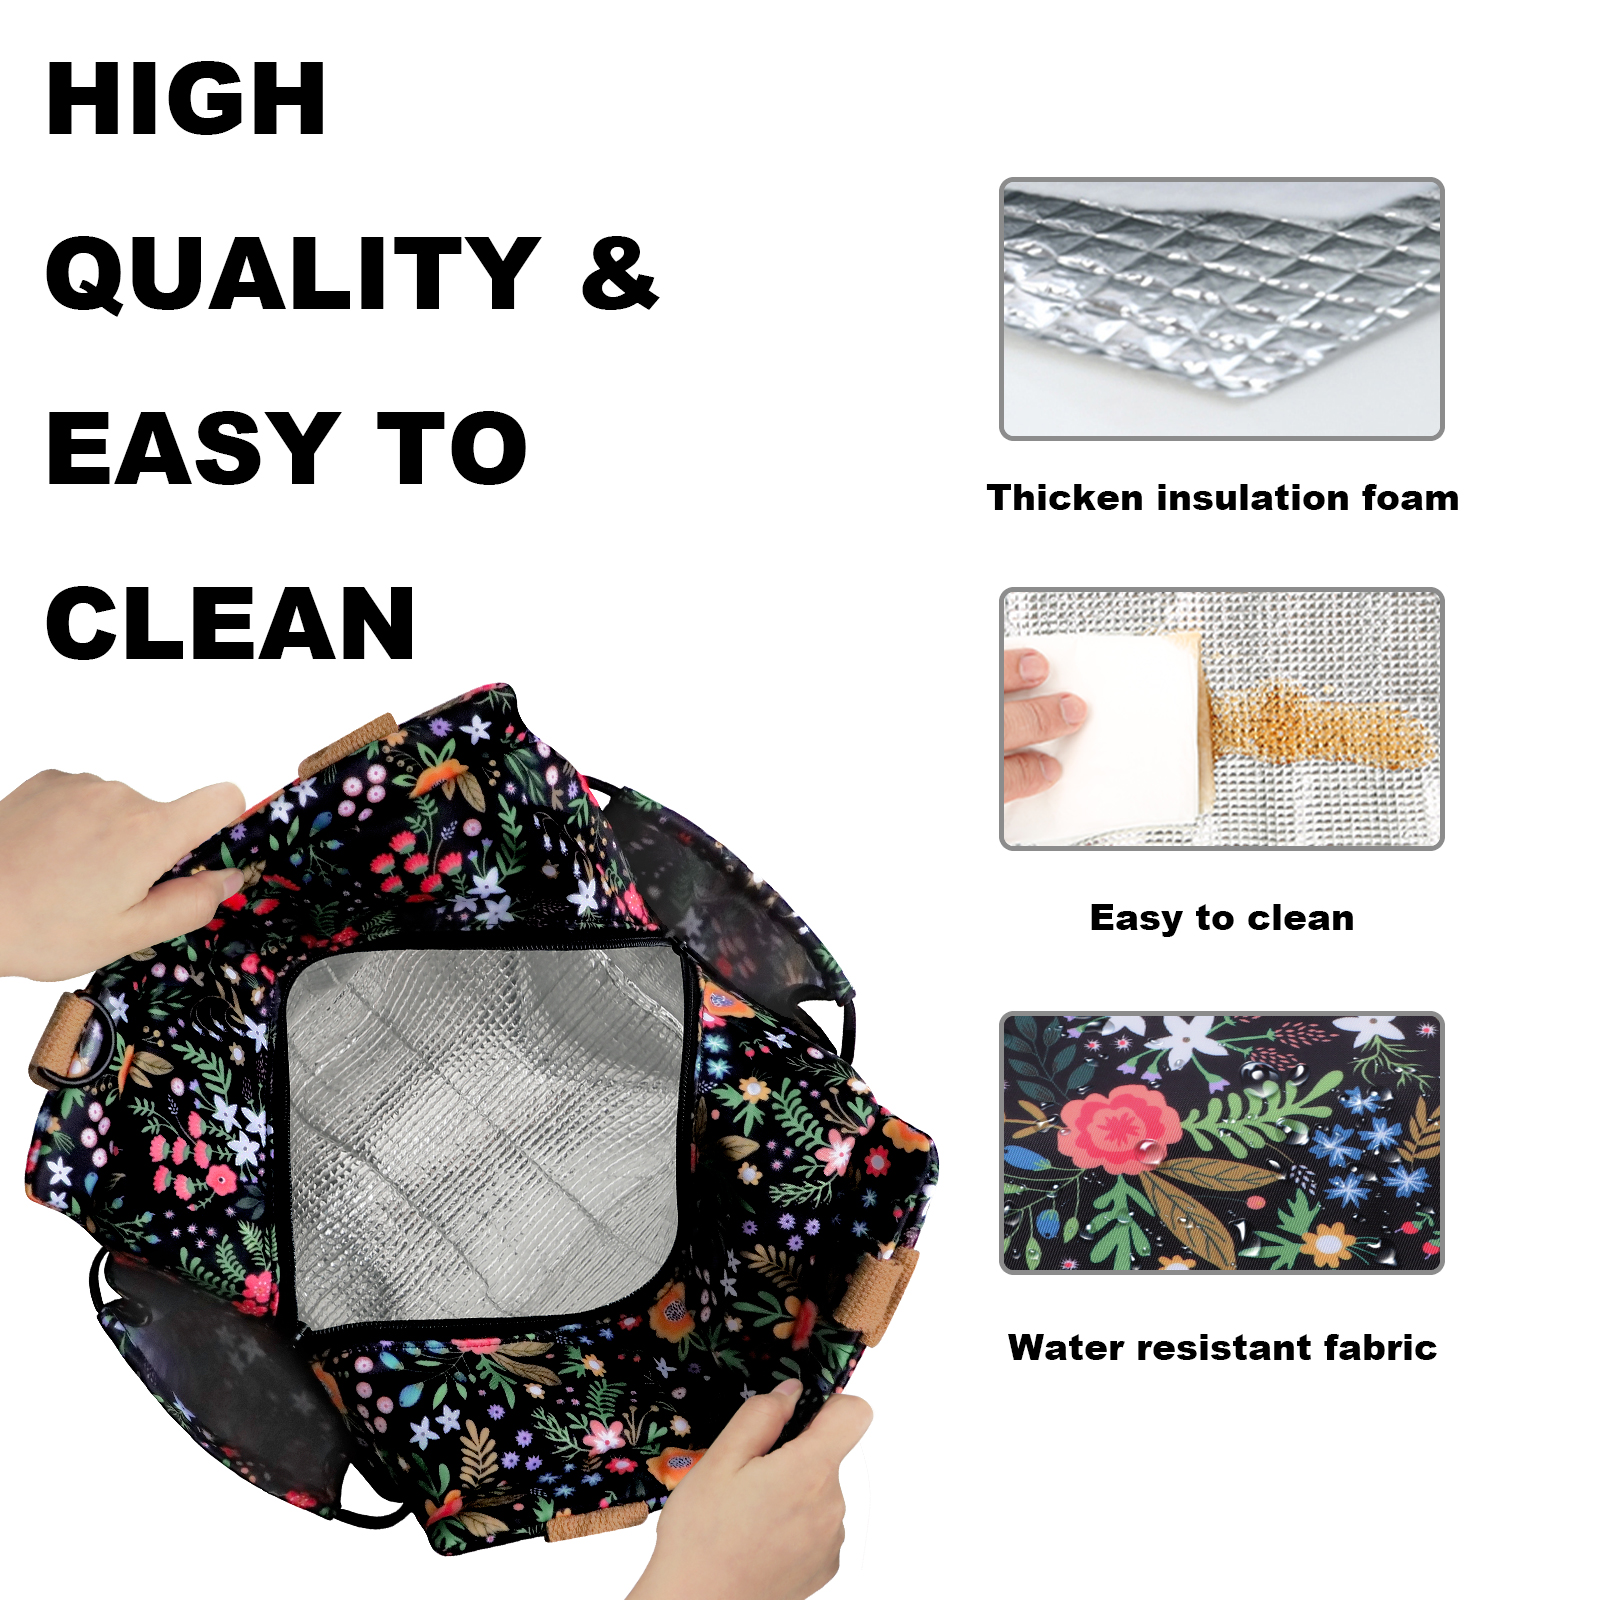 HIGH
QUALITY &
EASY TO
CLEAN
Thicken insulation foam
Easy to clean
Water resistant fabric